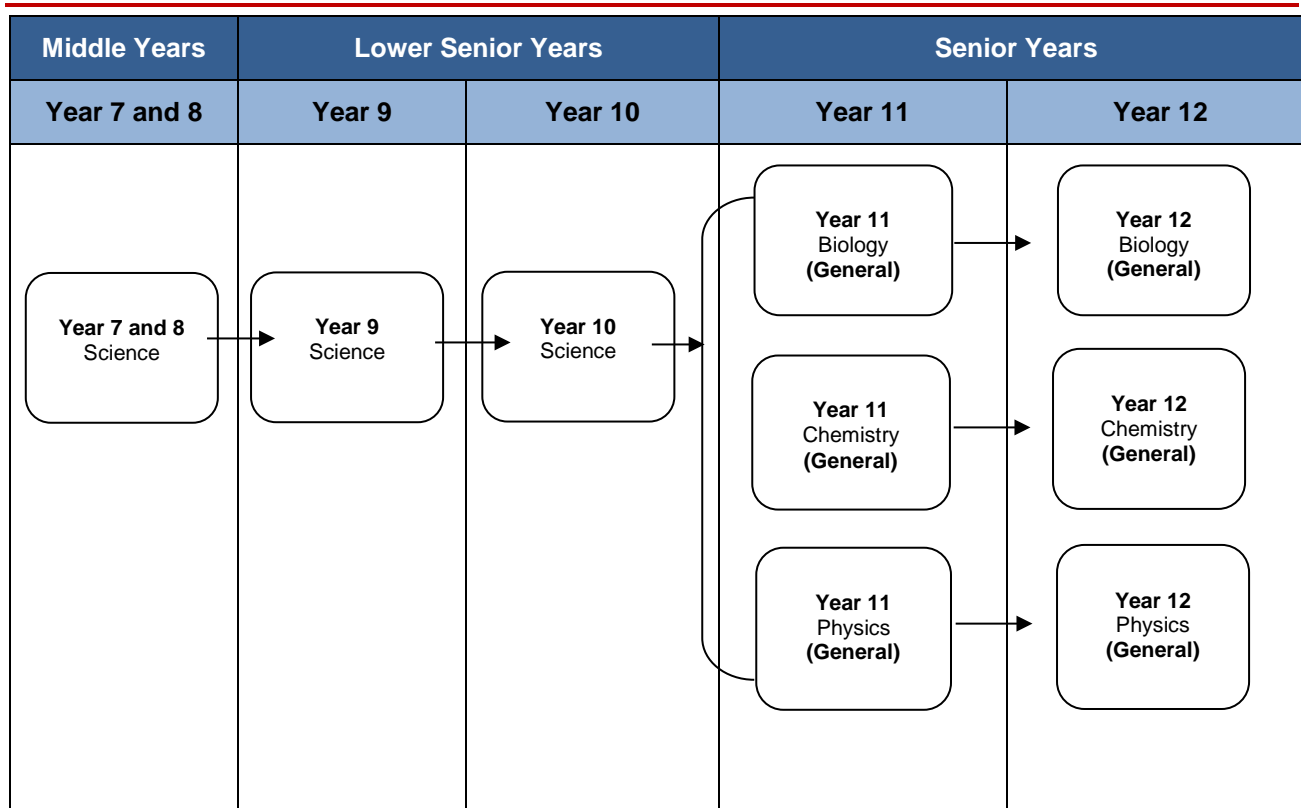 Middle Years
Lower Senior Years
Senior Years
Year 7 and 8
Year 9
Year 10
Year 11
Year 12
Year 7 and 8
Science
Year 9
Science
Year 10
Science
Year 11
Biology
(General)
Year 12
Biology
(General)
Year 11
Chemistry
(General)
Year 12
Chemistry
(General)
Year 11
Physics
(General)
Year 12
Physics
(General)